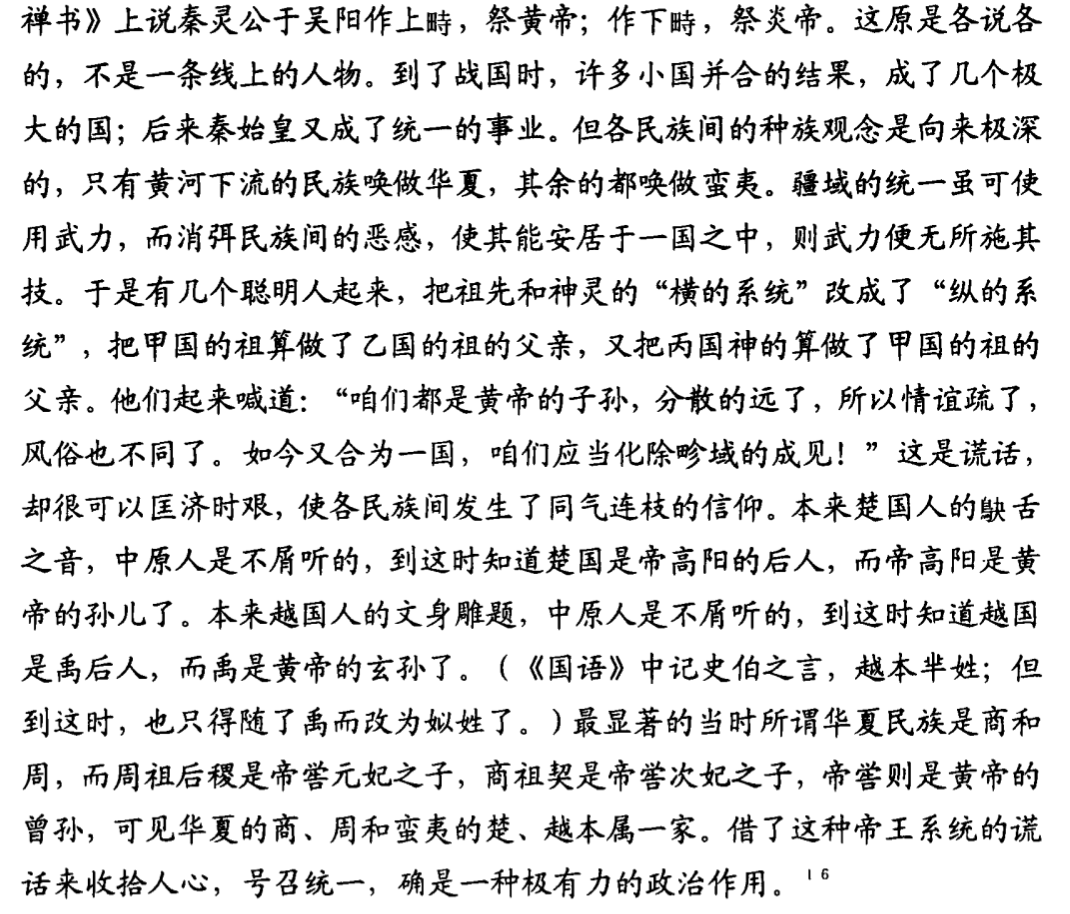 禅书》上说秦灵公于吴阳作上畤，祭黄帝；作下畤，祭炎帝。这原是各说各
的，不是一条线上的人物。到了战国时，许多小国并合的结果，成了几个极
大的国；后来秦始皇又成了统一的事业。但各民族间的种族观念是向来极深
的，只有黄河下流的民族唤做华夏，其余的都唤做蛮夷。疆域的统一虽可使
用武力，而消弭民族间的恶感，使其能安居于一国之中，则武力便无所施其
技。于是有几个聪明人起来，把祖先和神灵的“横的系统”改成了“纵的系
统”，把甲国的祖算做了乙国的祖的父亲，又把丙国神的算做了甲国的祖的
父亲。他们起来喊道：“咱们都是黄帝的子孙，分散的远了，所以情谊疏了，
风俗也不同了。如今又合为一国，咱们应当化除畛域的成见！”这是谎话，
却很可以匡济时艰，使各民族间发生了同气连枝的信仰。本来楚国人的鴃舌
之音，中原人是不屑听的，到这时知道楚国是帝高阳的后人，而帝高阳是黄
帝的孙儿了。本来越国人的文身雕题，中原人是不屑听的，到这时知道越国
是禹后人，而禹是黄帝的玄孙了。（《国语》中记史伯之言，越本芈姓；但
到这时，也只得随了禹而改为姒姓了。）最显著的当时所谓华夏民族是商和
周，而周祖后稷是帝喾元妃之子，商祖契是帝喾次妃之子，帝喾则是黄帝的
曾孙，可见华夏的商、周和蛮夷的楚、越本属一家。借了这种帝王系统的谎
话来收拾人心，号召统一，确是一种极有力的政治作用。16